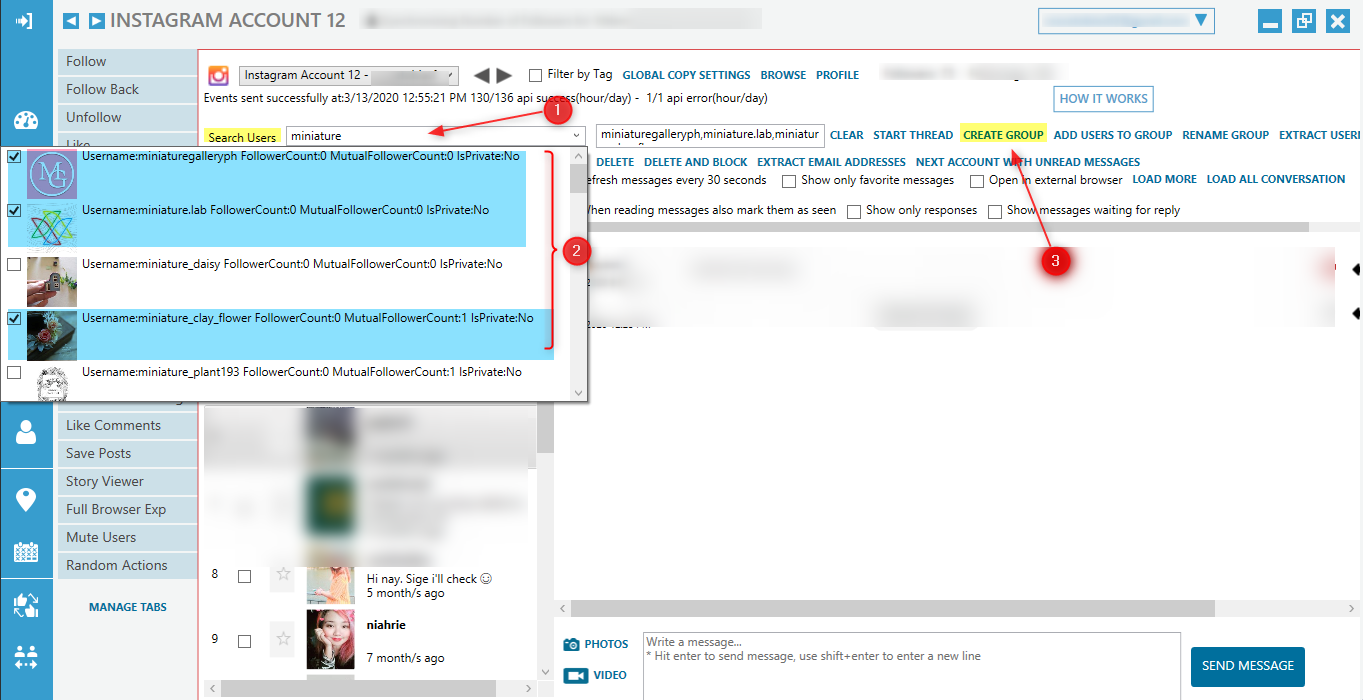 INSTAGRAM ACCOUNT 12
Follow
Follow Back
Unfollow
Like
Instagram Account 12 -
Filter by Tag
GLOBAL COPY SETTINGS
BROWSE
PROFILE
Events sent successfully at:3/13/2020 12:55:21 PM 130/136 api success(hour/day) - 1/1 api error(hour/day)
HOW IT WORKS
1
Search Users
miniature
miniaturegalleryph,miniature.lab,miniatur
CLEAR
START THREAD
CREATE GROUP
ADD USERS TO GROUP
RENAME GROUP
EXTRACT USERI
DELETE
DELETE AND BLOCK
EXTRACT EMAIL ADDRESSES
NEXT ACCOUNT WITH UNREAD MESSAGES
efresh messages every 30 seconds
Show only favorite messages
Open in external browser
LOAD MORE
LOAD ALL CONVERSATION
hen reading messages also mark them as seen
Show only responses
Show messages waiting for reply
MG
Username:miniaturegalleryph FollowerCount:0 MutualFollowerCount:0 IsPrivate:No
Username:miniature.lab FollowerCount:0 MutualFollowerCount:0 IsPrivate:No
Username:miniature_daisy FollowerCount:0 MutualFollowerCount:0 IsPrivate:No
Username:miniature_clay_flower FollowerCount:0 MutualFollowerCount:1 IsPrivate:No
Username:miniature_plant193 FollowerCount:0 MutualFollowerCount:1 IsPrivate:No
2
3
Like Comments
Save Posts
Story Viewer
Full Browser Exp
Mute Users
Random Actions
MANAGE TABS
8
Hi nay. Sige i'll check ☺
5 month/s ago
9
niahrie
7 month/s ago
PHOTOS
VIDEO
Write a message...
* Hit enter to send message, use shift+enter to enter a new line
SEND MESSAGE